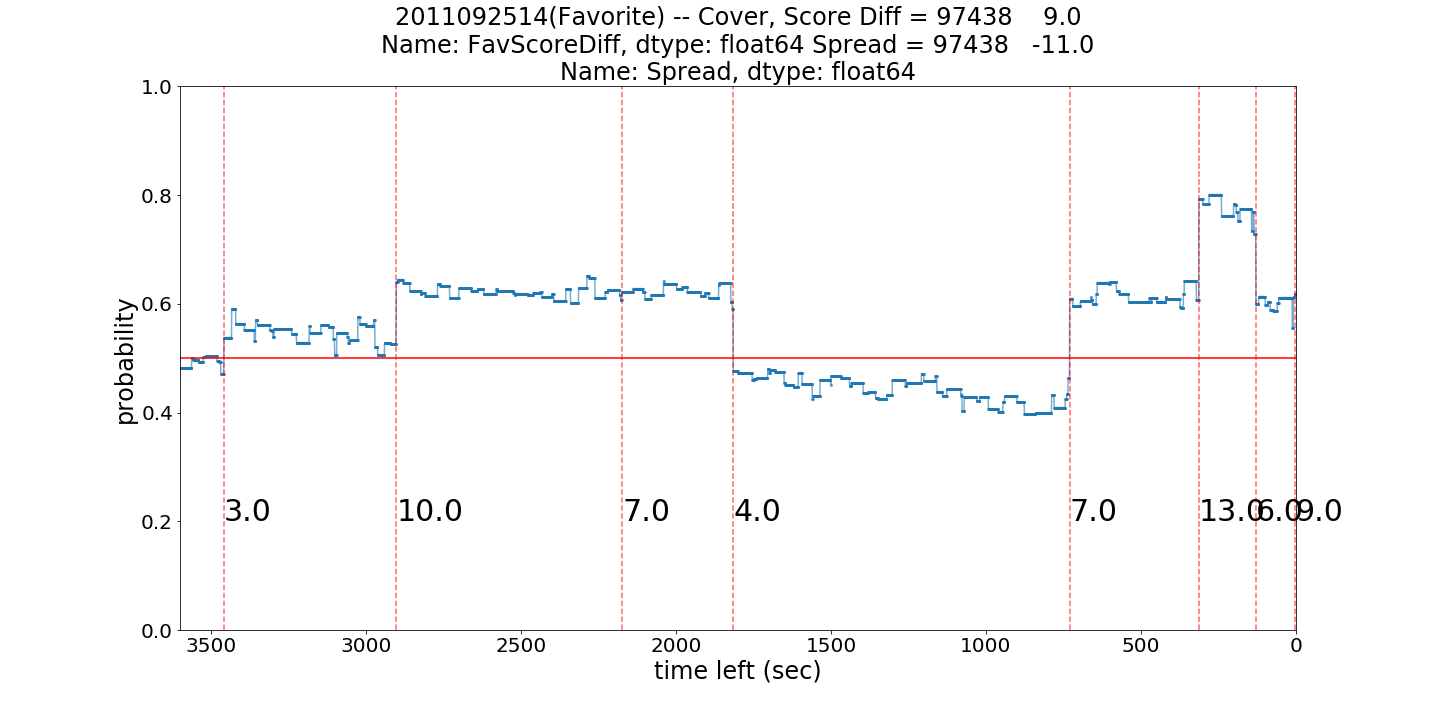 2011092514(Favorite) -- Cover, Score Diff = 97438    9.0
Name: FavScoreDiff, dtype: float64 Spread = 97438   -11.0
Name: Spread, dtype: float64
1.0
0.8
0.6
0.4
0.2
0.0
probability
3.0 10.0 7.0 4.0 7.0 13.0 6.0 9.0
3500 3000 2500 2000 1500 1000 500 0
time left (sec)